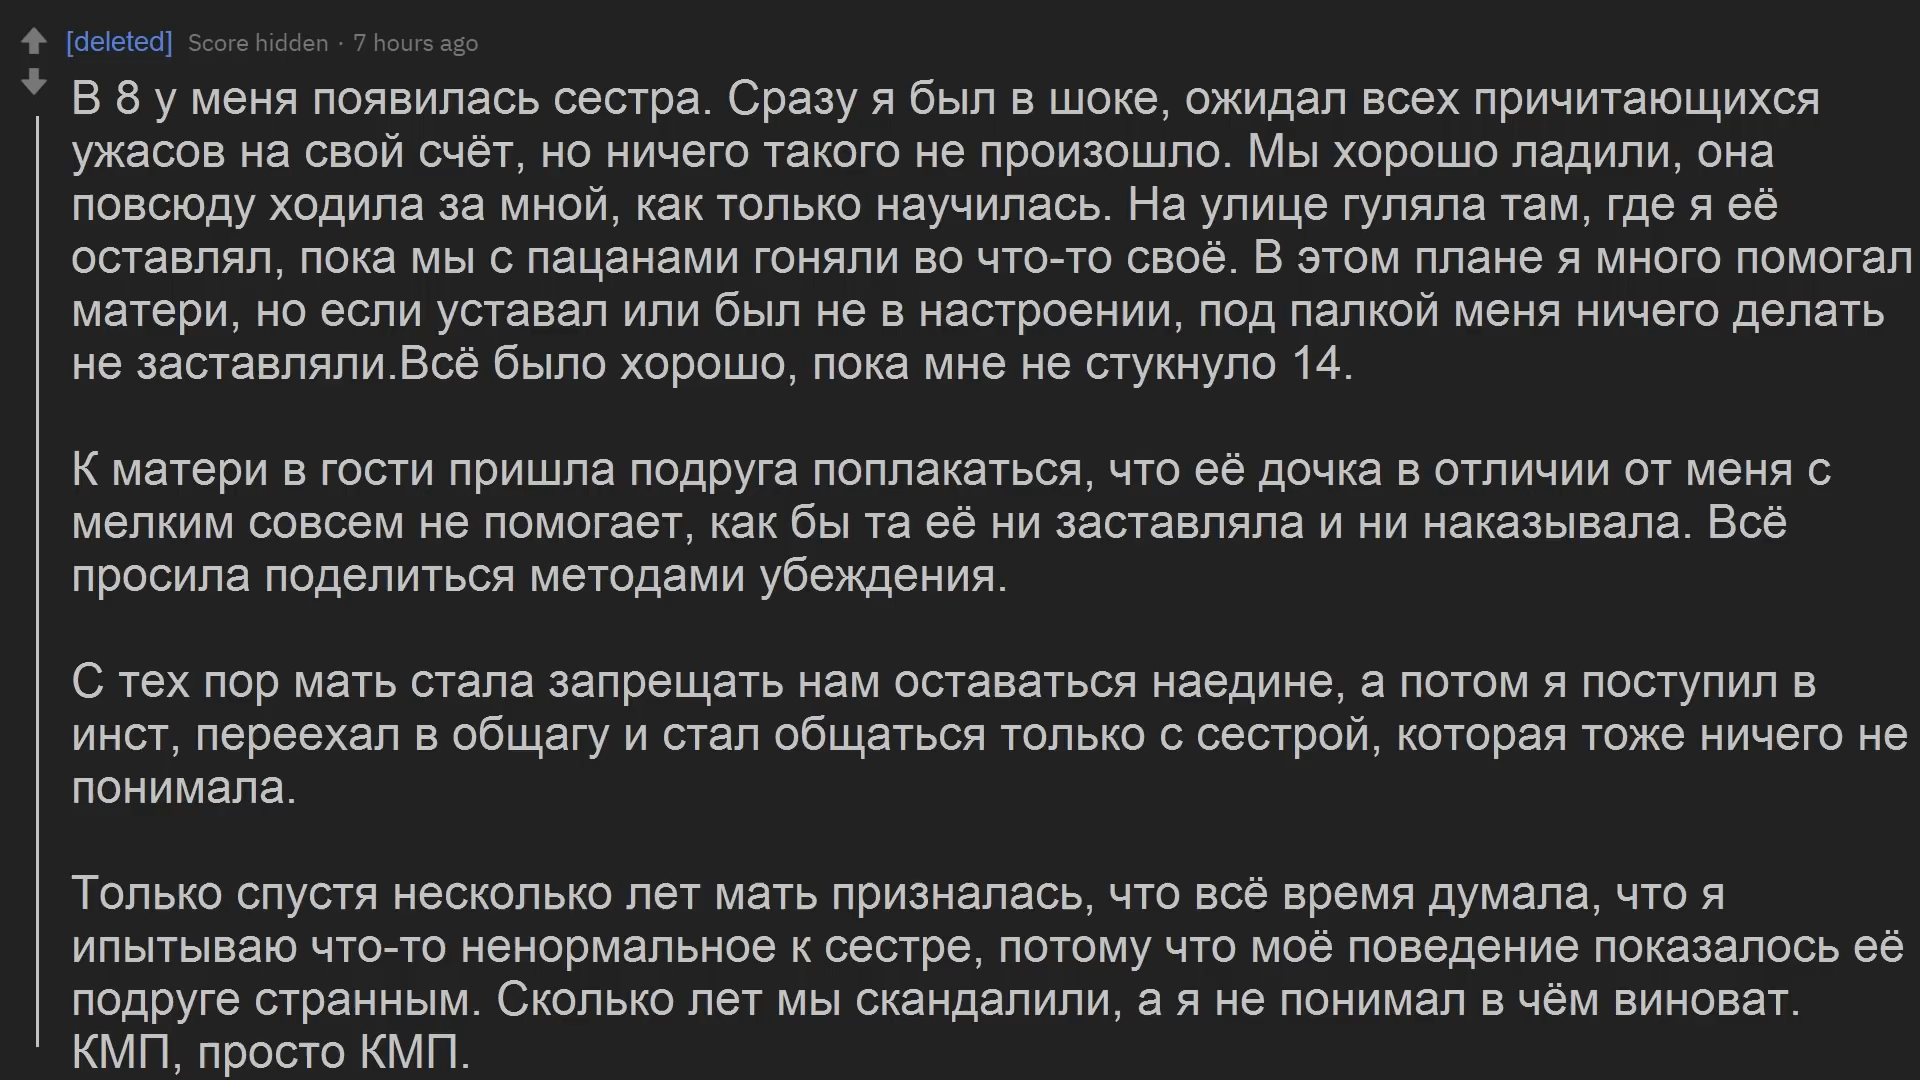 [deleted] Score hidden · 7 hours ago
В 8 у меня появилась сестра. Сразу я был в шоке, ожидал всех причитающихся
ужасов на свой счёт, но ничего такого не произошло. Мы хорошо ладили, она
повсюду ходила за мной, как только научилась. На улице гуляла там, где я её
оставлял, пока мы с пацанами гоняли во что-то своё. В этом плане я много помогал
матери, но если уставал или был не в настроении, под палкой меня ничего делать
не заставляли.Всё было хорошо, пока мне не стукнуло 14.
К матери в гости пришла подруга поплакаться, что её дочка в отличии от меня с
мелким совсем не помогает, как бы та её ни заставляла и ни наказывала. Всё
просила поделиться методами убеждения.
С тех пор мать стала запрещать нам оставаться наедине, а потом я поступил в
инст, переехал в общагу и стал общаться только с сестрой, которая тоже ничего не
понимала.
Только спустя несколько лет мать призналась, что всё время думала, что я
ипытываю что-то ненормальное к сестре, потому что моё поведение показалось её
подруге странным. Сколько лет мы скандалили, а я не понимал в чём виноват.
КМП, просто КМП.